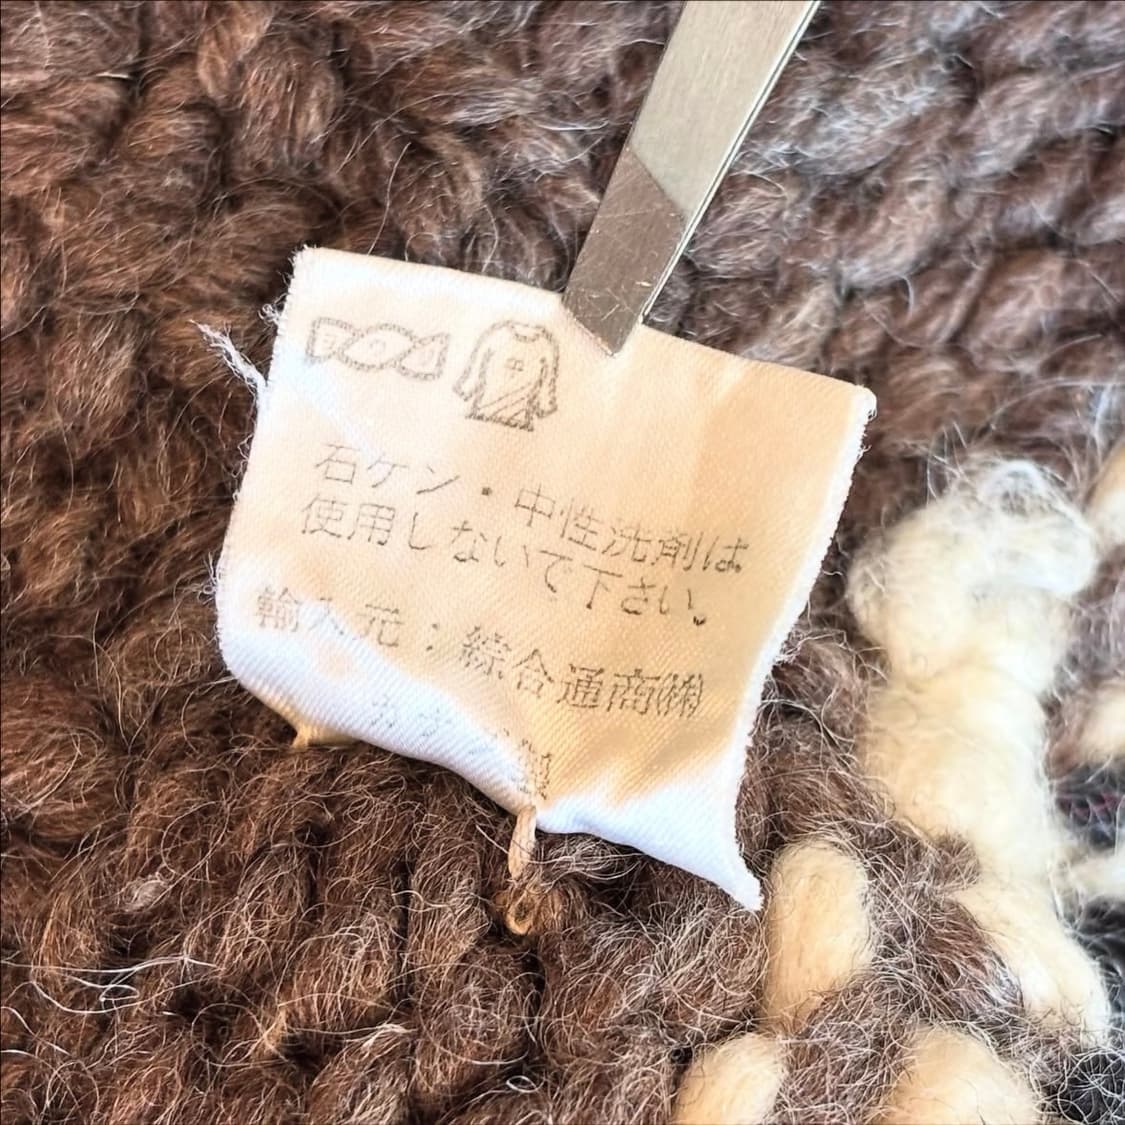 石ケン・中性洗剤は
使用しないで下さい。
輸入元：綜合通商㈱